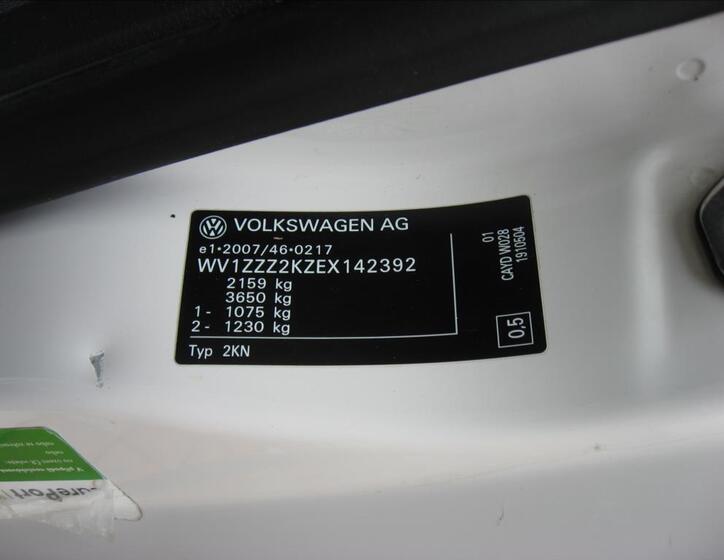 VOLKSWAGEN AG
e1•2007/46•0217
WV1ZZZ2KZEX142392
2159 kg
3650 kg
1- 1075 kg
2- 1230 kg
Typ 2KN
01
CAYD W028
1910504
0,5